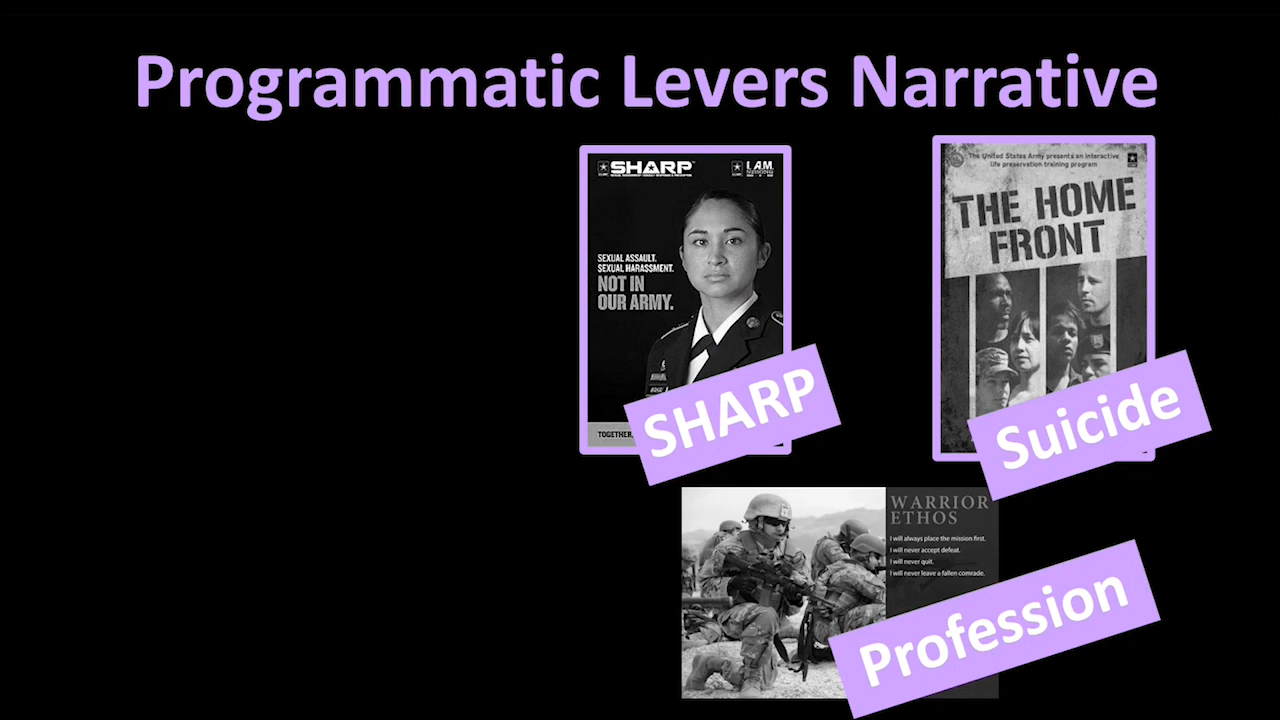 Programmatic Levers Narrative
SHARP
I. A.M.
STRONG
SEXUAL ASSAULT.
SEXUAL HARASSMENT.
NOT IN
OUR ARMY.
TOGETHER,
SHARP
The United States Army presents an interactive
life preservation training program
THE HOME
FRONT
Suicide
WARRIOR
ETHOS
I will always place the mission first.
I will never accept defeat.
I will never quit.
I will never leave a fallen comrade.
Profession